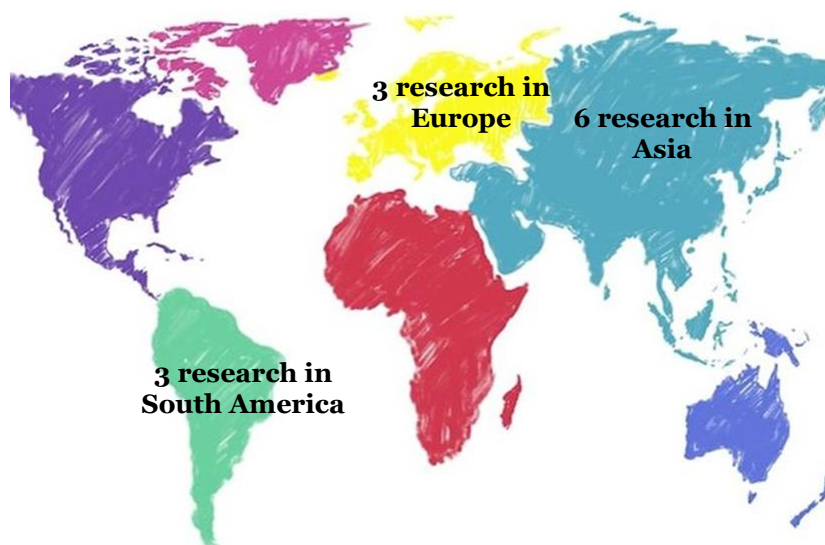 3 research in
Europe
6 research in
Asia
3 research in
South America